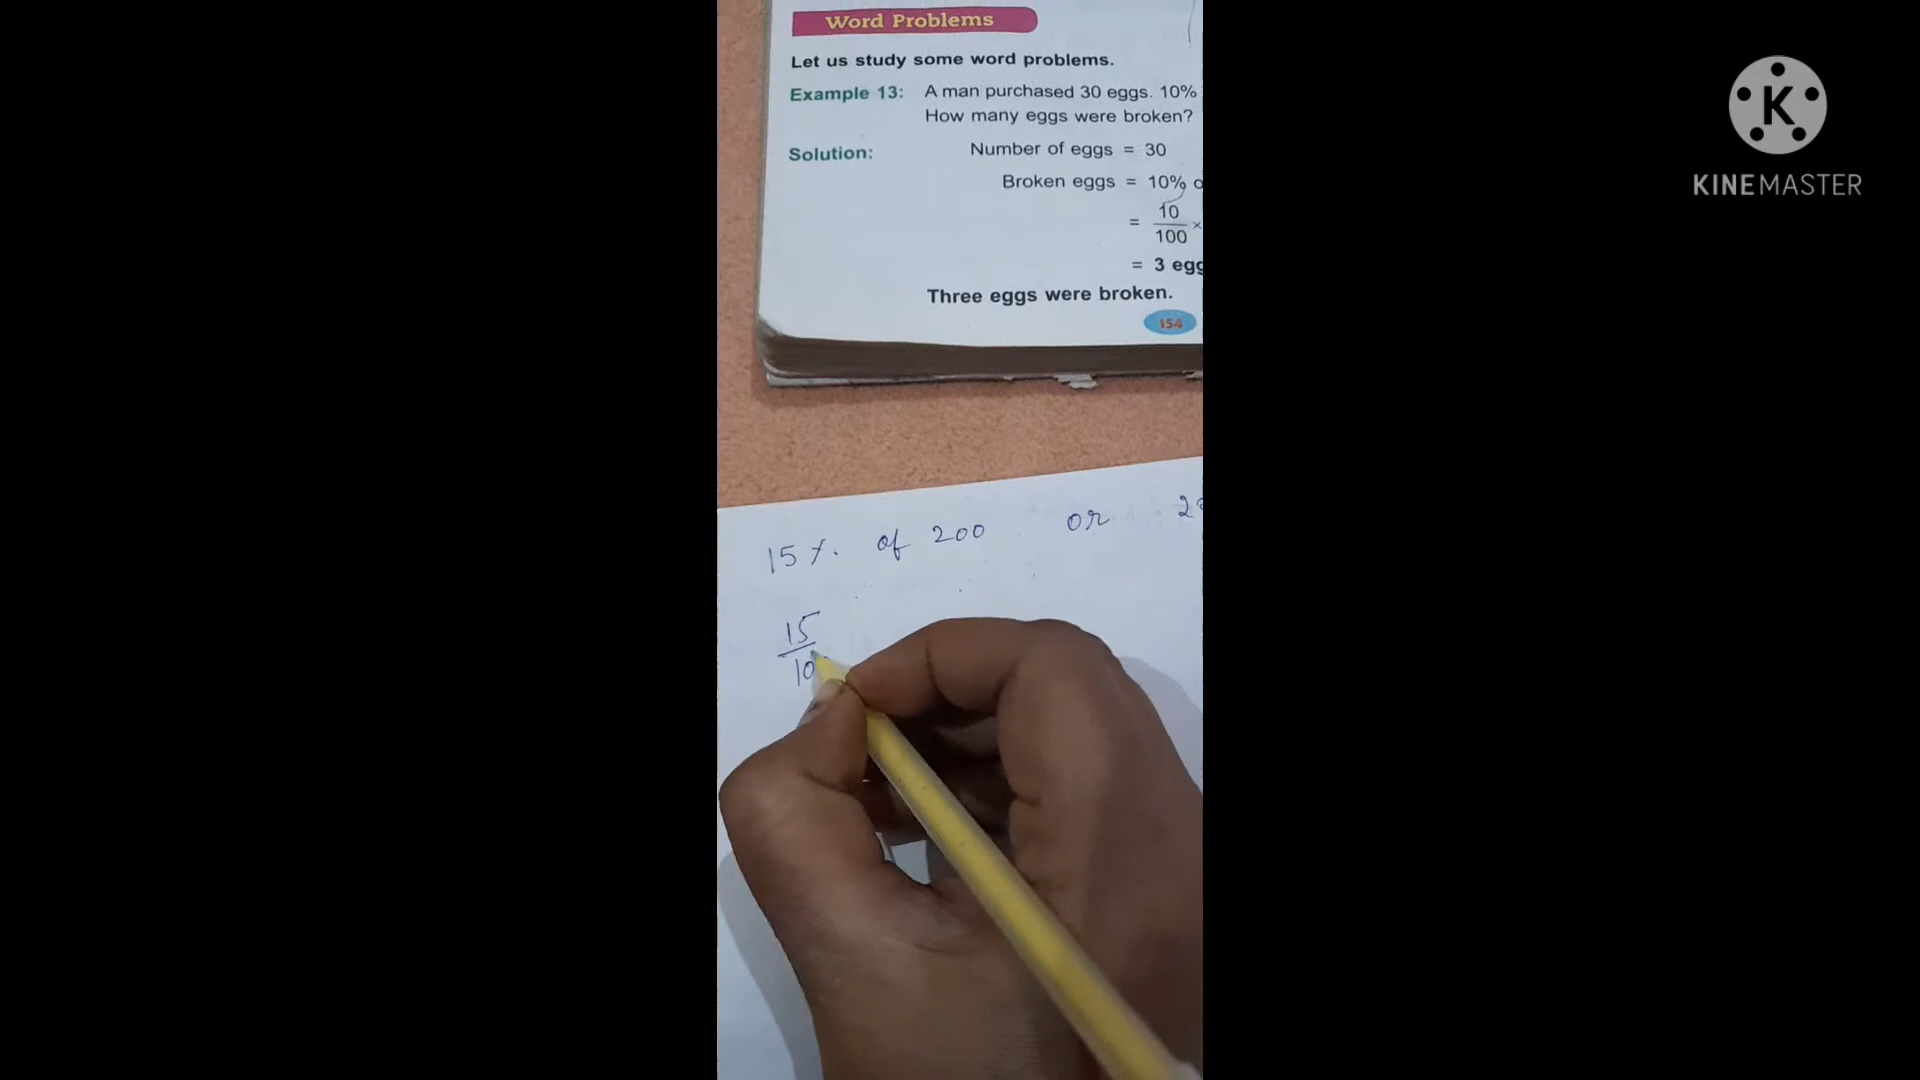 Word Problems
Let us study some word problems.
Example 13: A man purchased 30 eggs. 10%
How many eggs were broken?
Solution: Number of eggs = 30
Broken eggs = 10%
= 10/100 ×
= 3
Three eggs were broken.
154
15 %. of 200 or
15
10
KINEMASTER